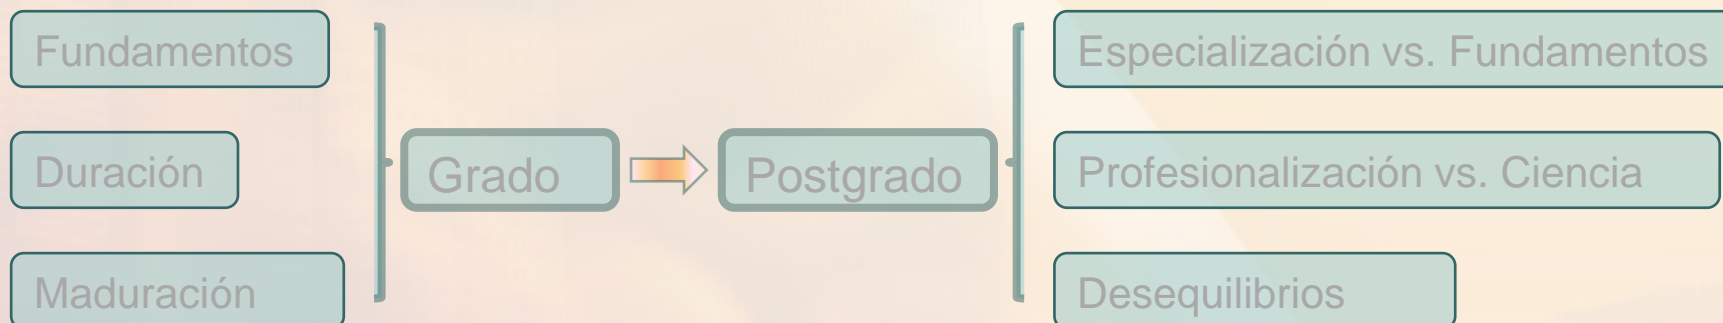 Fundamentos
Duración
Maduración
Grado
Postgrado
Especialización vs. Fundamentos
Profesionalización vs. Ciencia
Desequilibrios